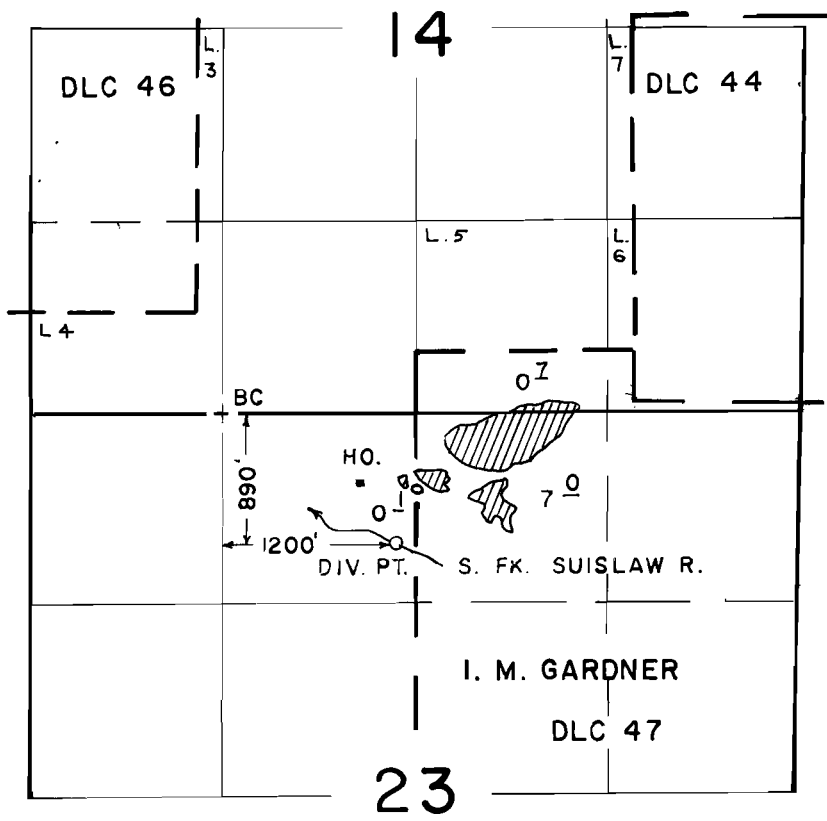 14
L.
3
L.
7
DLC 46
DLC 44
L.5
L.
6
L 4
0 7
BC
HO.
890'
0 1
7 0
1200'
DIV. PT.
S. FK. SUISLAW R.
I. M. GARDNER
DLC 47
23